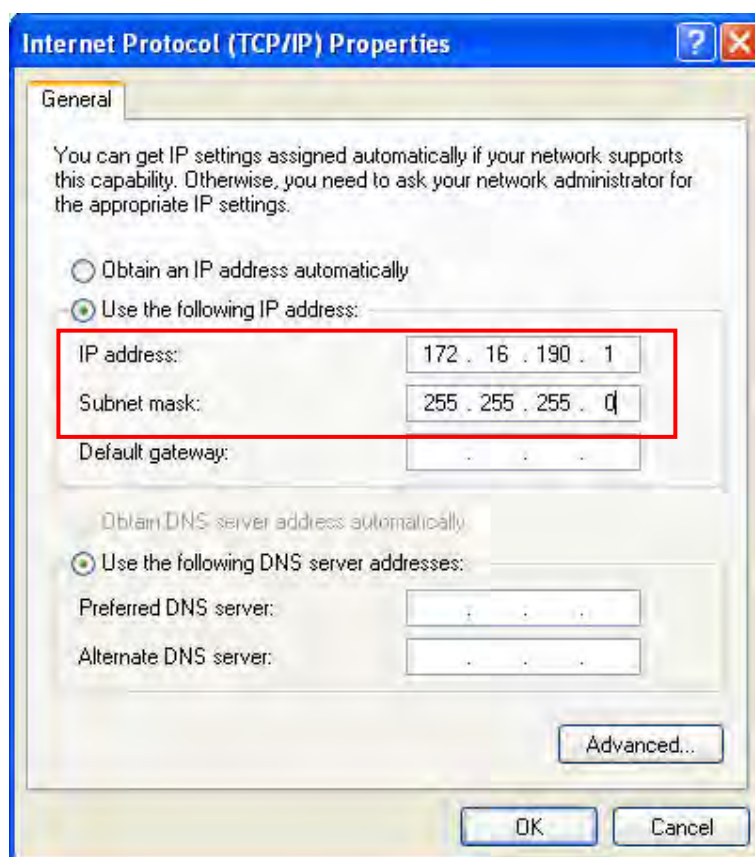 Internet Protocol (TCP/IP) Properties
General
You can get IP settings assigned automatically if your network supports
this capability. Otherwise, you need to ask your network administrator for
the appropriate IP settings.
Obtain an IP address automatically
Use the following IP address:
IP address: 172 . 16 . 190 . 1
Subnet mask: 255 . 255 . 255 . 0
Default gateway: . . .
Obtain DNS server address automatically
Use the following DNS server addresses:
Preferred DNS server: . . .
Alternate DNS server: . . .
Advanced...
OK Cancel